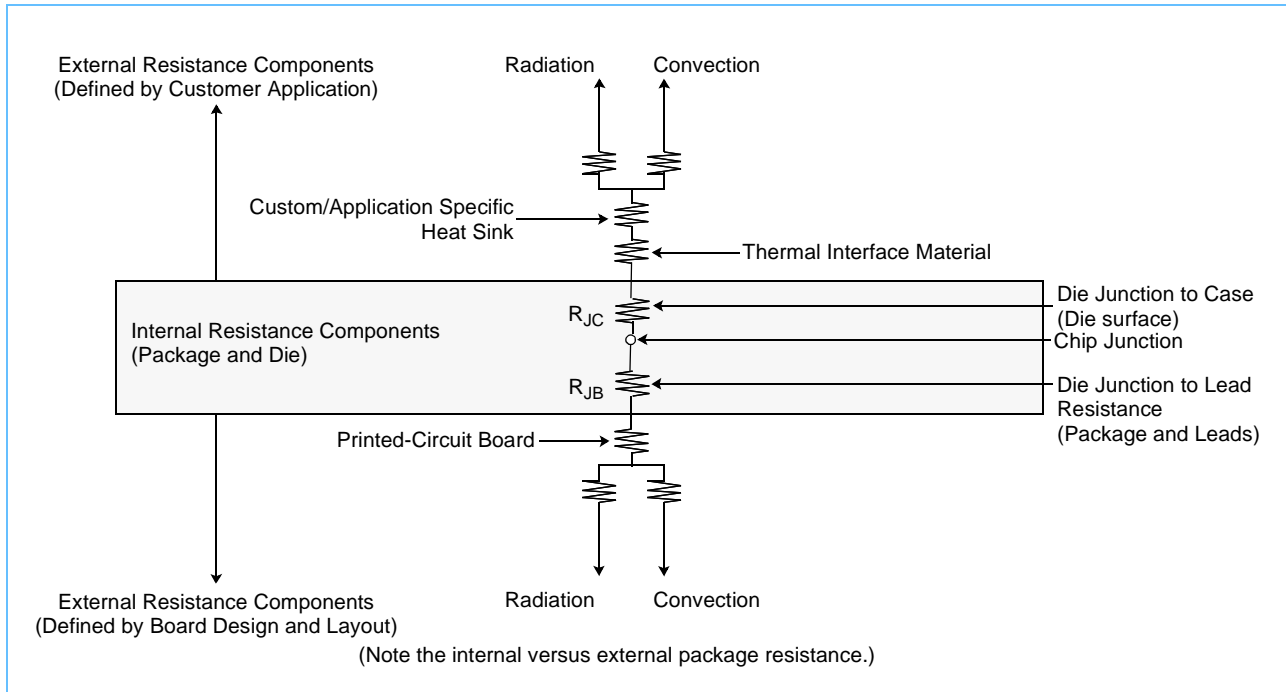 External Resistance Components
(Defined by Customer Application)
Radiation
Convection
Custom/Application Specific
Heat Sink
Thermal Interface Material
Internal Resistance Components
(Package and Die)
RJC
Die Junction to Case
(Die surface)
Chip Junction
RJB
Die Junction to Lead
Resistance
(Package and Leads)
Printed-Circuit Board
External Resistance Components
(Defined by Board Design and Layout)
Radiation
Convection
(Note the internal versus external package resistance.)